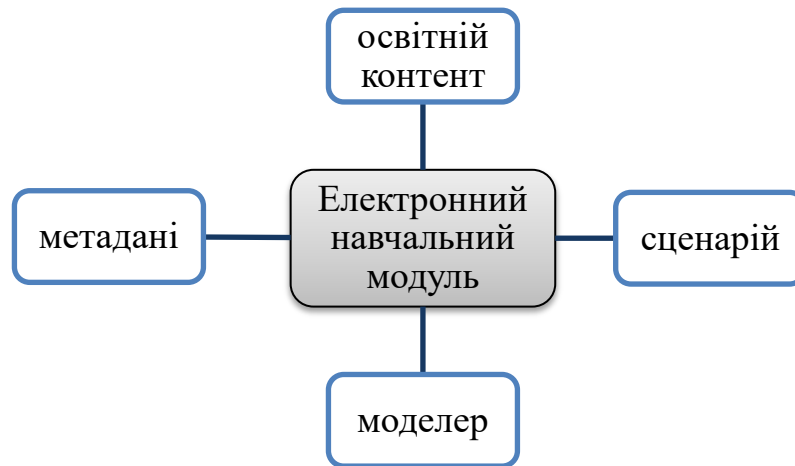 освітній
контент
Електронний
навчальний
модуль
метадані
сценарій
моделер